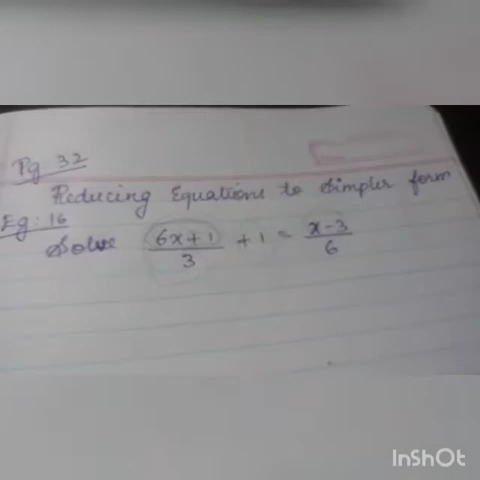 Pg: 32
Reducing Equations to Simpler form
Eg: 16
Solve (6x+1)/3 + 1 = (x-3)/6
InShOt